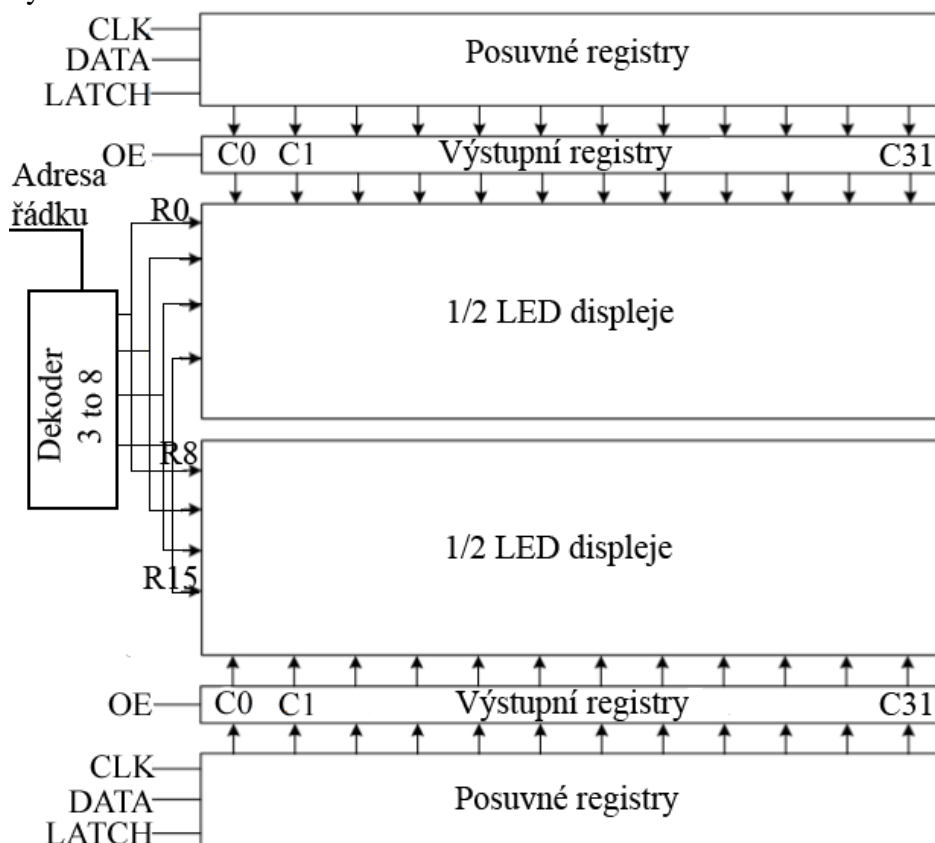 CLK
DATA
LATCH
Posuvné registry
OE
C0 C1 Výstupní registry C31
Adresa
řádku
R0
1/2 LED displeje
Dekoder
3 to 8
R8
1/2 LED displeje
R15
OE
C0 C1 Výstupní registry C31
CLK
DATA
LATCH
Posuvné registry